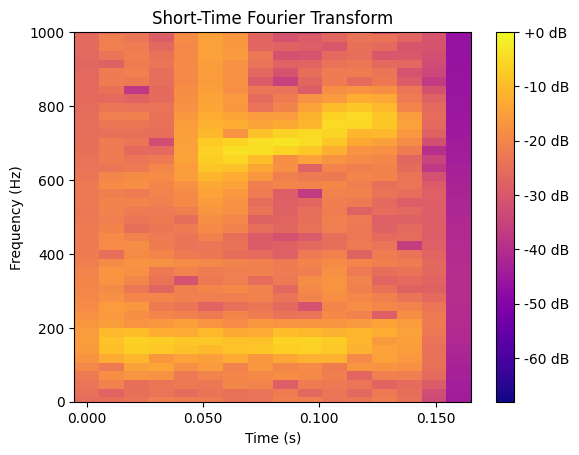 Short-Time Fourier Transform
Frequency (Hz)
1000
800
600
400
200
0
0.000
0.050
0.100
0.150
Time (s)
+0 dB
-10 dB
-20 dB
-30 dB
-40 dB
-50 dB
-60 dB